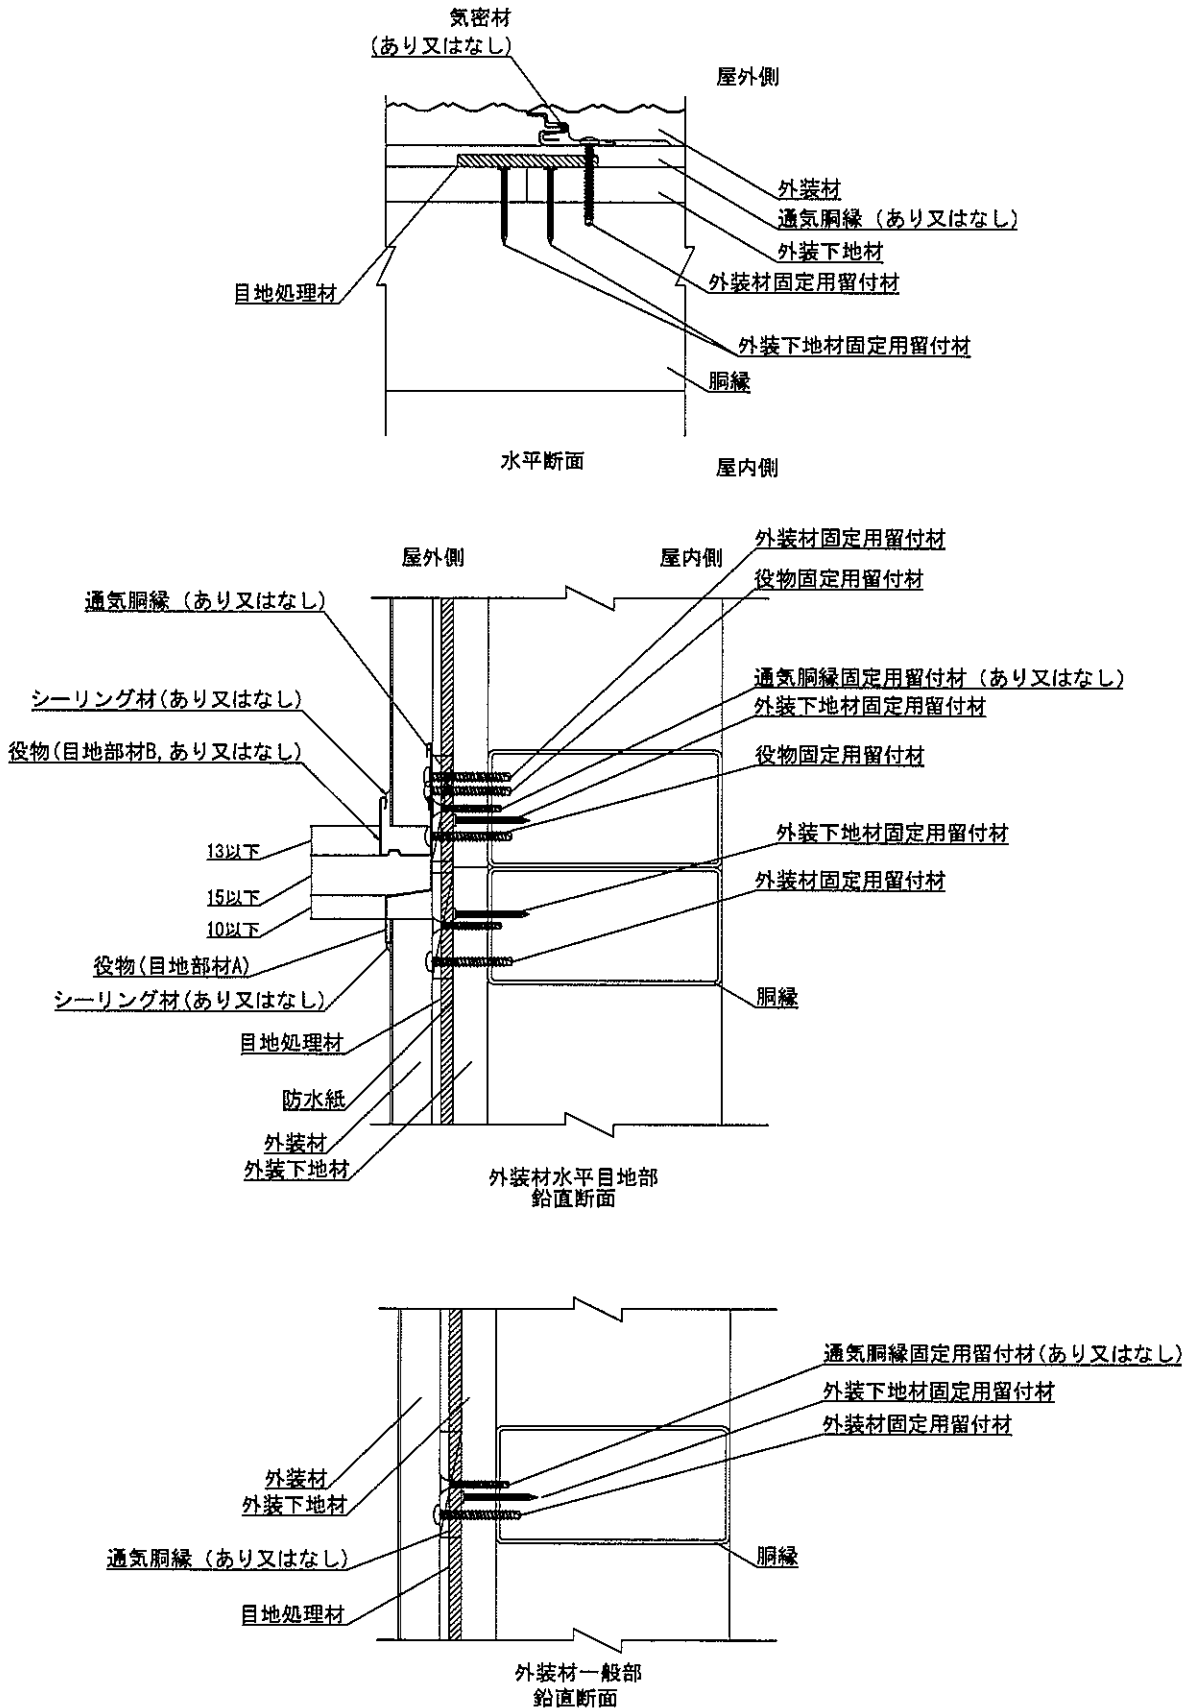 気密材
(あり又はなし)
屋外側
外装材
通気胴縁 (あり又はなし)
外装下地材
外装材固定用留付材
目地処理材
外装下地材固定用留付材
胴縁
水平断面
屋内側
屋外側
屋内側
外装材固定用留付材
役物固定用留付材
通気胴縁 (あり又はなし)
通気胴縁固定用留付材 (あり又はなし)
シーリング材(あり又はなし)
外装下地材固定用留付材
役物(目地部材B, あり又はなし)
役物固定用留付材
外装下地材固定用留付材
13以下
外装材固定用留付材
15以下
10以下
役物(目地部材A)
シーリング材(あり又はなし)
胴縁
目地処理材
防水紙
外装材
外装下地材
外装材水平目地部
鉛直断面
通気胴縁固定用留付材(あり又はなし)
外装下地材固定用留付材
外装材固定用留付材
外装材
外装下地材
通気胴縁 (あり又はなし)
胴縁
目地処理材
外装材一般部
鉛直断面